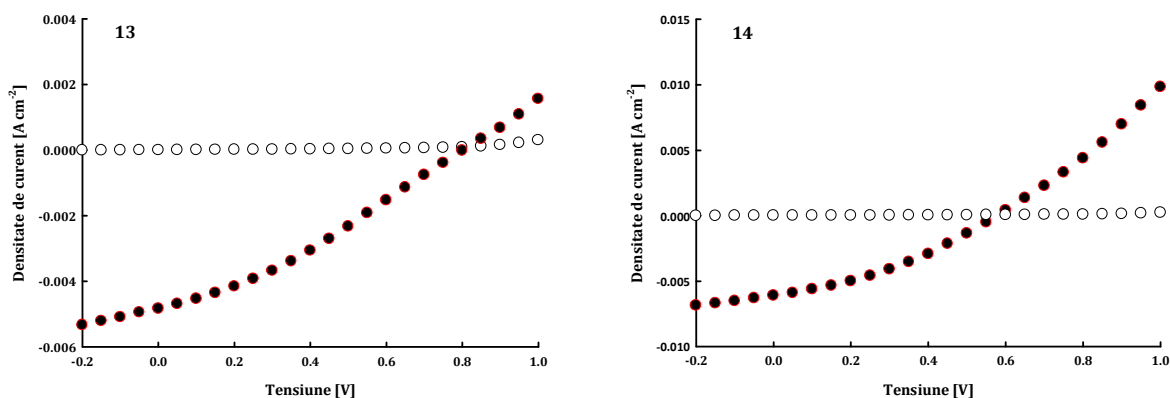 13
0.004
0.002
0.000
-0.002
-0.004
-0.006
-0.2 0.0 0.2 0.4 0.6 0.8 1.0
Tensiune [V]
Densitate de curent [A cm-2]
14
0.015
0.010
0.005
0.000
-0.005
-0.010
-0.2 0.0 0.2 0.4 0.6 0.8 1.0
Tensiune [V]
Densitate de curent [A cm-2]